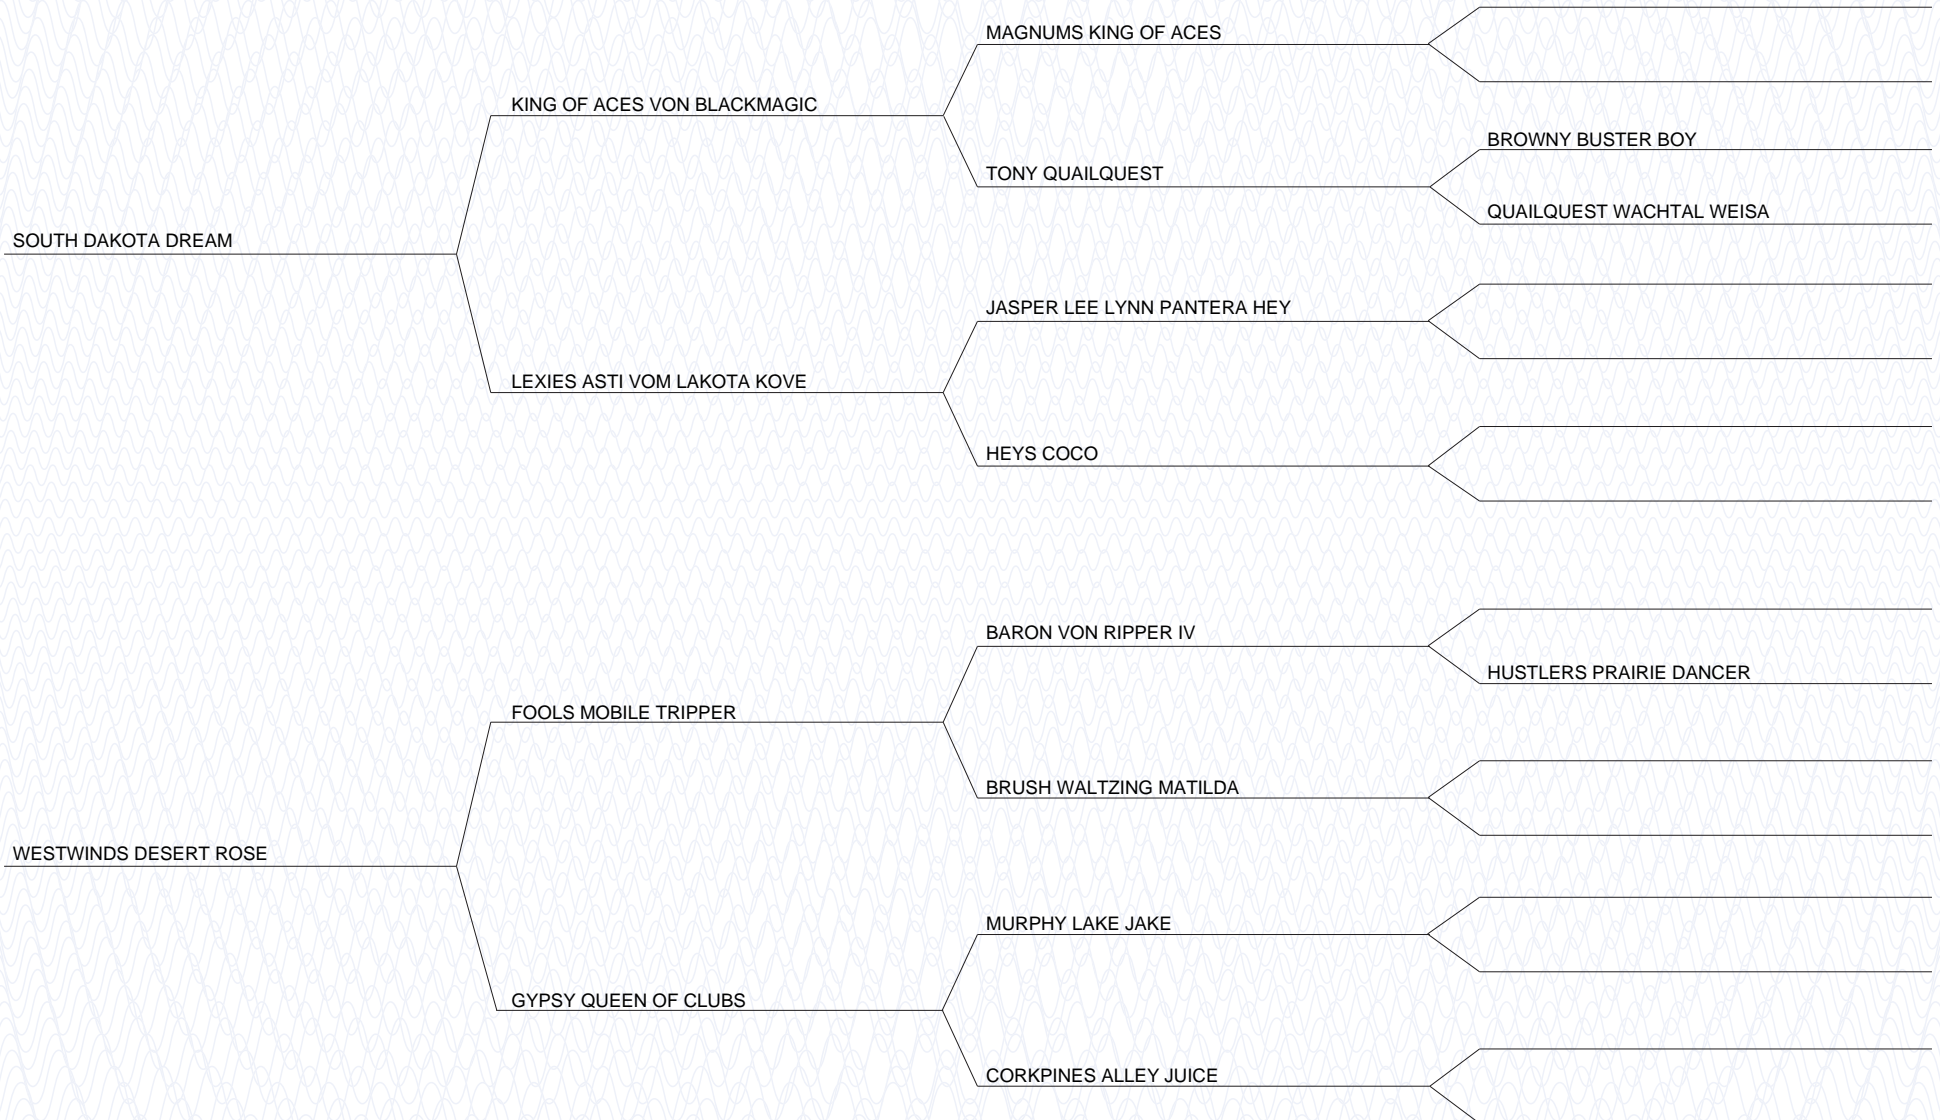 MAGNUMS KING OF ACES
KING OF ACES VON BLACKMAGIC
BROWNY BUSTER BOY
TONY QUAILQUEST
QUAILQUEST WACHTAL WEISA
SOUTH DAKOTA DREAM
JASPER LEE LYNN PANTERA HEY
LEXIES ASTI VOM LAKOTA KOVE
HEYS COCO
BARON VON RIPPER IV
HUSTLERS PRAIRIE DANCER
FOOLS MOBILE TRIPPER
BRUSH WALTZING MATILDA
WESTWINDS DESERT ROSE
MURPHY LAKE JAKE
GYPSY QUEEN OF CLUBS
CORKPINES ALLEY JUICE